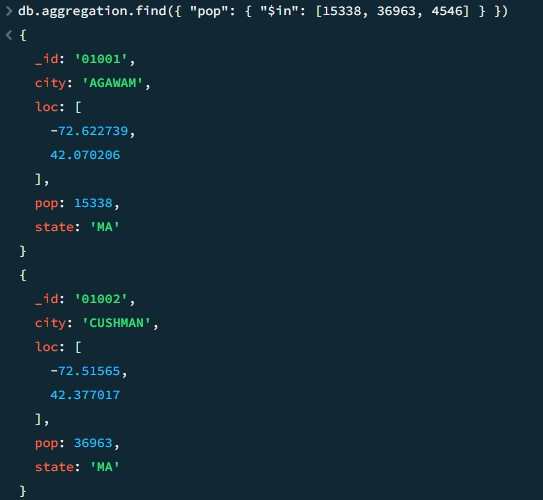 > db.aggregation.find({ "pop": { "$in": [15338, 36963, 4546] } })
< {
_id: '01001',
city: 'AGAWAM',
loc: [
-72.622739,
42.070206
],
pop: 15338,
state: 'MA'
}
{
_id: '01002',
city: 'CUSHMAN',
loc: [
-72.51565,
42.377017
],
pop: 36963,
state: 'MA'
}